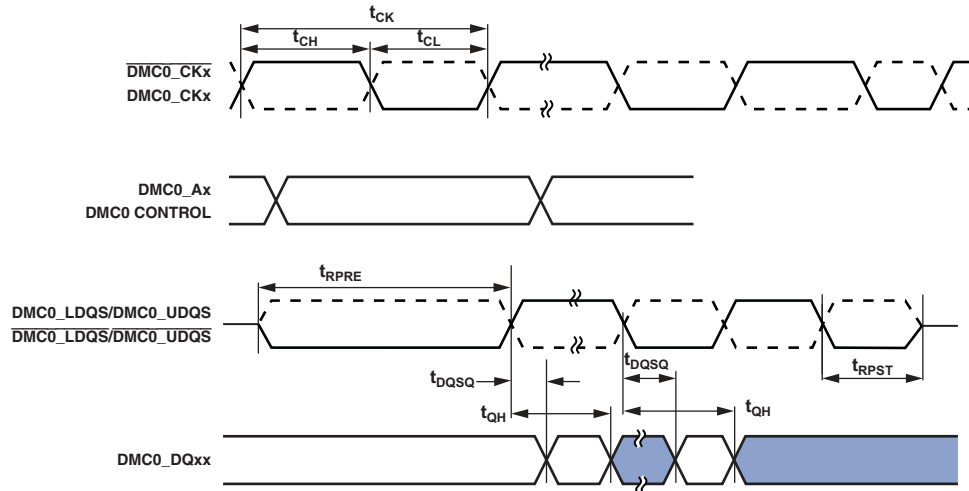 tCK
tCH
tCL
DMC0_CKx
DMC0_CKx
DMC0_Ax
DMC0 CONTROL
tRPRE
DMC0_LDQS/DMC0_UDQS
DMC0_LDQS/DMC0_UDQS
tDQSQ
tDQSQ
tRPST
tQH
tQH
DMC0_DQxx